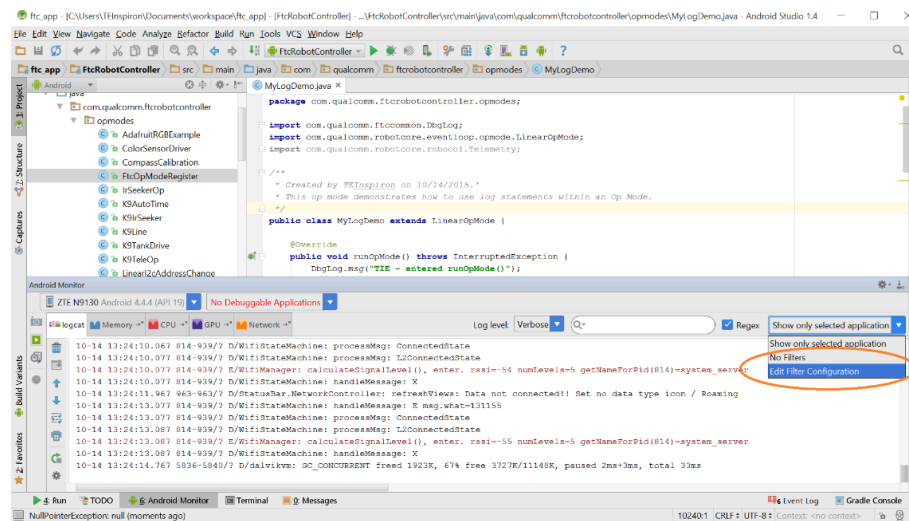 ftc_app - [C:\Users\TEInspiron\Documents\workspace\ftc_app] - [FtcRobotController] - ...\FtcRobotController\src\main\java\com\qualcomm\ftcrobotcontroller\opmodes\MyLogDemo.java - Android Studio 1.4
File Edit View Navigate Code Analyze Refactor Build Run Tools VCS Window Help
FtcRobotController
ftc_app FtcRobotController src main java com qualcomm ftcrobotcontroller opmodes MyLogDemo
Android
MyLogDemo.java
1: Project
java
com.qualcomm.ftcrobotcontroller
opmodes
AdafruitRGBExample
ColorSensorDriver
CompassCalibration
FtcOpModeRegister
IrSeekerOp
K9AutoTime
K9IrSeeker
K9Line
K9TankDrive
K9TeleOp
LinearI2cAddressChange
Z: Structure
Captures
package com.qualcomm.ftcrobotcontroller.opmodes;
import com.qualcomm.ftccommon.DbgLog;
import com.qualcomm.robotcore.eventloop.opmode.LinearOpMode;
import com.qualcomm.robotcore.robocol.Telemetry;
/**
* Created by TEInspiron on 10/14/2015.'
* This op mode demonstrates how to use log statements within an Op Mode.
*/
public class MyLogDemo extends LinearOpMode {
@Override
public void runOpMode() throws InterruptedException {
DbgLog.msg("TIE - entered runOpMode()");
Android Monitor
ZTE N9130 Android 4.4.4 (API 19) No Debuggable Applications
logcat Memory CPU GPU Network Log level: Verbose Regex Show only selected application
Show only selected application
No Filters
Edit Filter Configuration
10-14 13:24:10.067 814-939/? D/WifiStateMachine: processMsg: ConnectedState
10-14 13:24:10.077 814-939/? D/WifiStateMachine: processMsg: L2ConnectedState
10-14 13:24:10.077 814-939/? E/WifiManager: calculateSignalLevel(), enter. rssi=-54 numLevels=5 getNameForPid(814)=system_server
10-14 13:24:10.077 814-939/? D/WifiStateMachine: handleMessage: X
10-14 13:24:11.967 963-963/? D/StatusBar.NetworkController: refreshViews: Data not connected!! Set no data type icon / Roaming
10-14 13:24:13.077 814-939/? D/WifiStateMachine: handleMessage: E msg.what=131155
10-14 13:24:13.077 814-939/? D/WifiStateMachine: processMsg: ConnectedState
10-14 13:24:13.087 814-939/? D/WifiStateMachine: processMsg: L2ConnectedState
10-14 13:24:13.087 814-939/? E/WifiManager: calculateSignalLevel(), enter. rssi=-55 numLevels=5 getNameForPid(814)=system_server
10-14 13:24:13.087 814-939/? D/WifiStateMachine: handleMessage: X
10-14 13:24:14.767 5836-5840/? D/dalvikvm: GC_CONCURRENT freed 1923K, 67% free 3727K/11148K, paused 2ms+3ms, total 33ms
Build Variants
2: Favorites
4: Run TODO 6: Android Monitor Terminal 0: Messages 6 Event Log Gradle Console
NullPointerException: null (moments ago) 10240:1 CRLF UTF-8 Context: <no context>